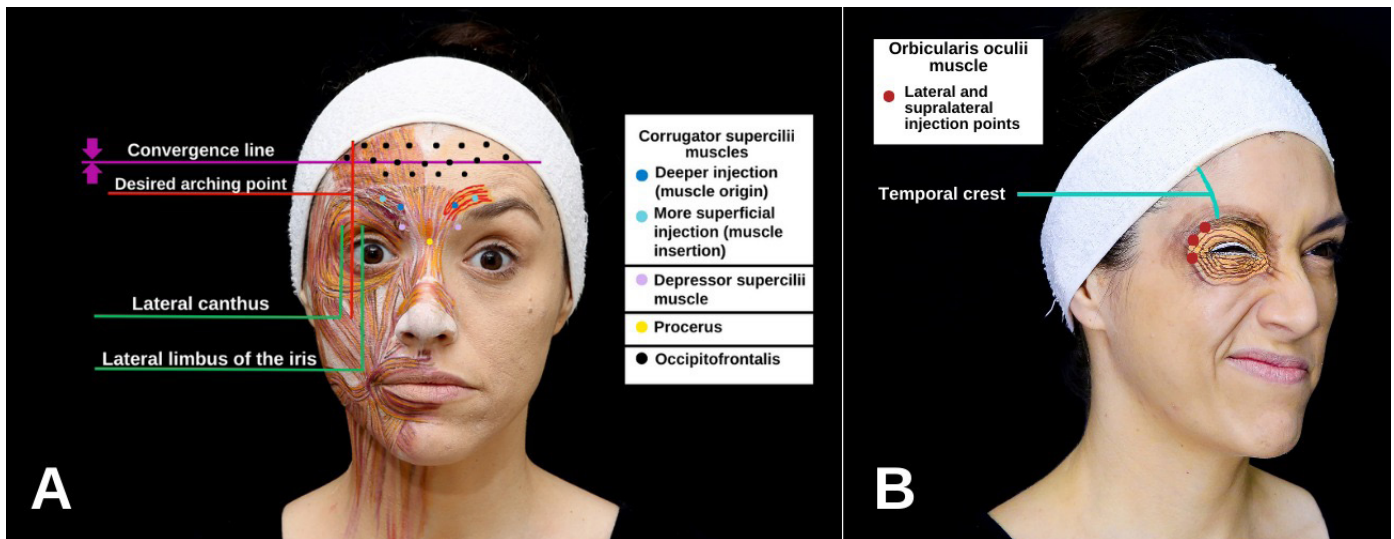 Convergence line
Desired arching point
Lateral canthus
Lateral limbus of the iris
Corrugator supercilii
muscles
Deeper injection
(muscle origin)
More superficial
injection (muscle
insertion)
Depressor supercilii
muscle
Procerus
Occipitofrontalis
A
Orbicularis oculii
muscle
Lateral and
supralateral
injection points
Temporal crest
B